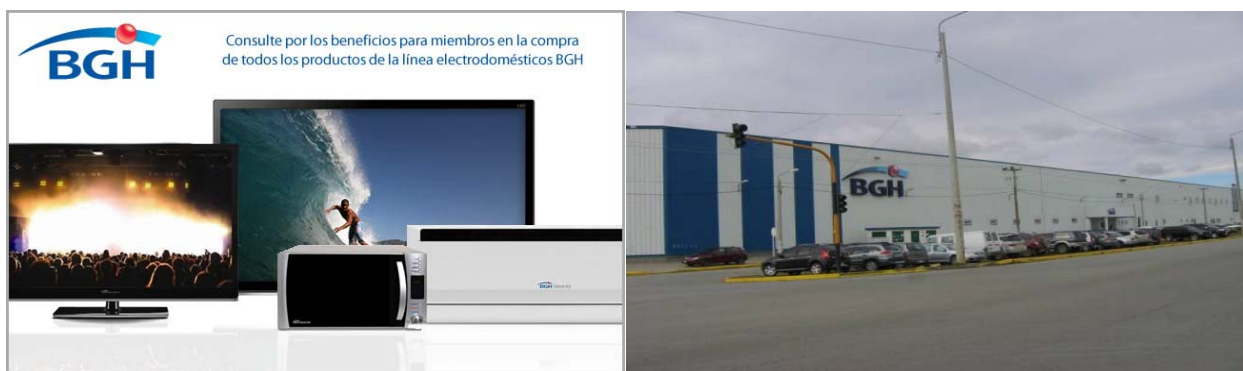 BGH
Consulte por los beneficios para miembros en la compra
de todos los productos de la línea electrodomésticos BGH
BGH
BGH